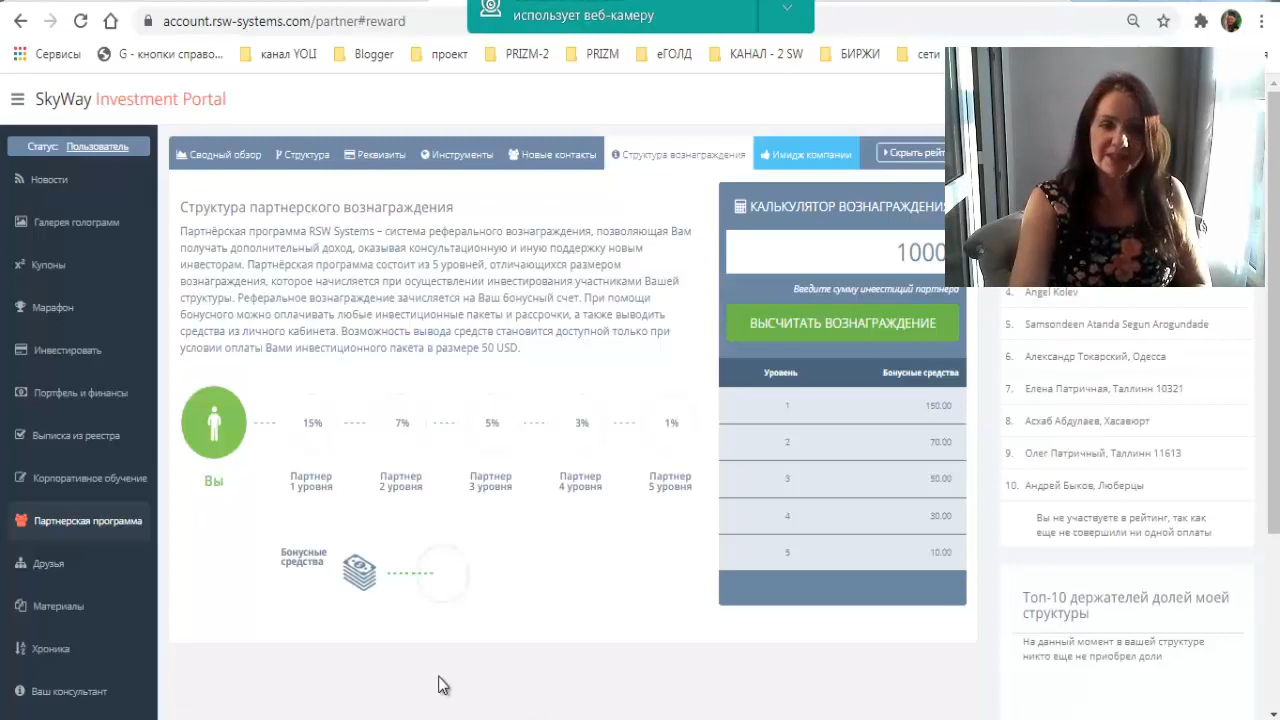 account.rsw-systems.com/partner#reward
использует веб-камеру
Сервисы
G - кнопки справо...
канал YOLI
Blogger
проект
PRIZM-2
PRIZM
еГОЛД
КАНАЛ - 2 SW
БИРЖИ
сети
SkyWay Investment Portal
Статус: Пользователь
Новости
Галерея голограмм
Купоны
Марафон
Инвестировать
Портфель и финансы
Выписка из реестра
Корпоративное обучение
Партнерская программа
Друзья
Материалы
Хроника
Ваш консультант
Сводный обзор
Структура
Реквизиты
Инструменты
Новые контакты
Структура вознаграждения
Имидж компании
Скрыть рейт
Структура партнерского вознаграждения
Партнёрская программа RSW Systems – система реферального вознаграждения, позволяющая Вам
получать дополнительный доход, оказывая консультационную и иную поддержку новым
инвесторам. Партнёрская программа состоит из 5 уровней, отличающихся размером
вознаграждения, которое начисляется при осуществлении инвестирования участниками Вашей
структуры. Реферальное вознаграждение зачисляется на Ваш бонусный счет. При помощи
бонусного можно оплачивать любые инвестиционные пакеты и рассрочки, а также выводить
средства из личного кабинета. Возможность вывода средств становится доступной только при
условии оплаты Вами инвестиционного пакета в размере 50 USD.
15%
7%
5%
3%
1%
Вы
Партнер
1 уровня
Партнер
2 уровня
Партнер
3 уровня
Партнер
4 уровня
Партнер
5 уровня
Бонусные
средства
КАЛЬКУЛЯТОР ВОЗНАГРАЖДЕНИЯ
1000
Введите сумму инвестиций партнера
ВЫСЧИТАТЬ ВОЗНАГРАЖДЕНИЕ
Уровень Бонусные средства
1 150.00
2 70.00
3 50.00
4 30.00
5 10.00
4. Angel Kolev
5. Samsondeen Atanda Segun Arogundade
6. Александр Токарский, Одесса
7. Елена Патричная, Таллинн 10321
8. Асхаб Абдулаев, Хасавюрт
9. Олег Патричный, Таллинн 11613
10. Андрей Быков, Люберцы
Вы не участвуете в рейтинг, так как
еще не совершили ни одной оплаты
Топ-10 держателей долей моей
структуры
На данный момент в вашей структуре
никто еще не приобрел доли